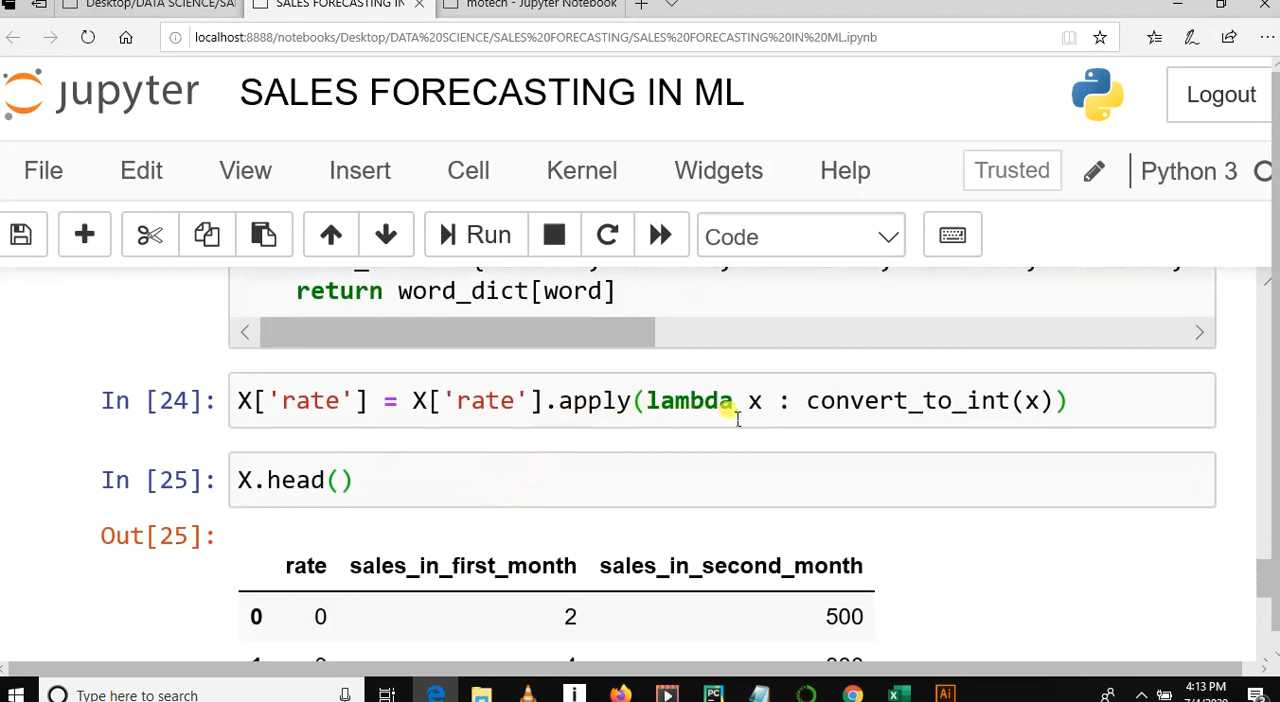 Desktop/DATA SCIENCE/SA
SALES FORECASTING IN
motech - Jupyter Notebook
localhost:8888/notebooks/Desktop/DATA%20SCIENCE/SALES%20FORECASTING/SALES%20FORECASTING%20IN%20ML.ipynb
jupyter SALES FORECASTING IN ML Logout
File Edit View Insert Cell Kernel Widgets Help Trusted Python 3
Run Code
return word_dict[word]
In [24]: X['rate'] = X['rate'].apply(lambda x : convert_to_int(x))
In [25]: X.head()
Out[25]:
rate sales_in_first_month sales_in_second_month
0 0 2 500
Type here to search
4:13 PM